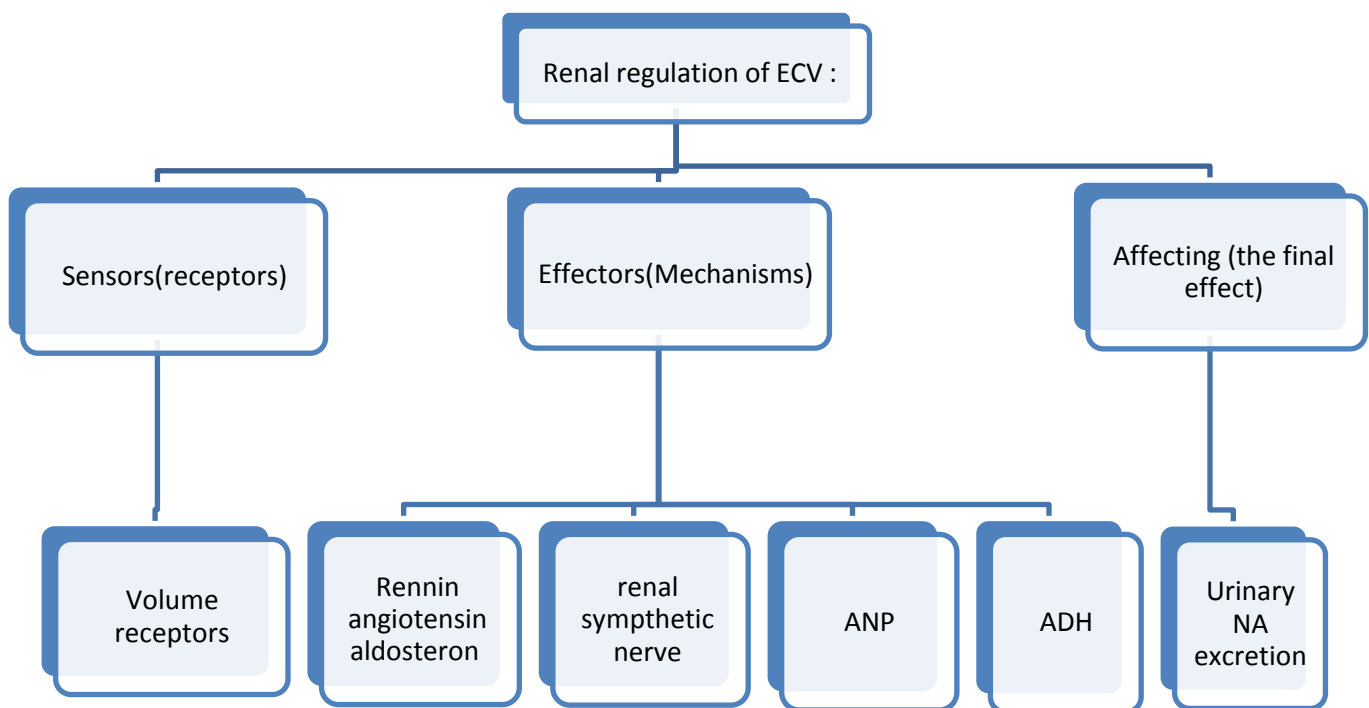 Renal regulation of ECV :
Sensors(receptors)
Effectors(Mechanisms)
Affecting (the final
effect)
Volume
receptors
Rennin
angiotensin
aldosteron
renal
sympthetic
nerve
ANP
ADH
Urinary
NA
excretion